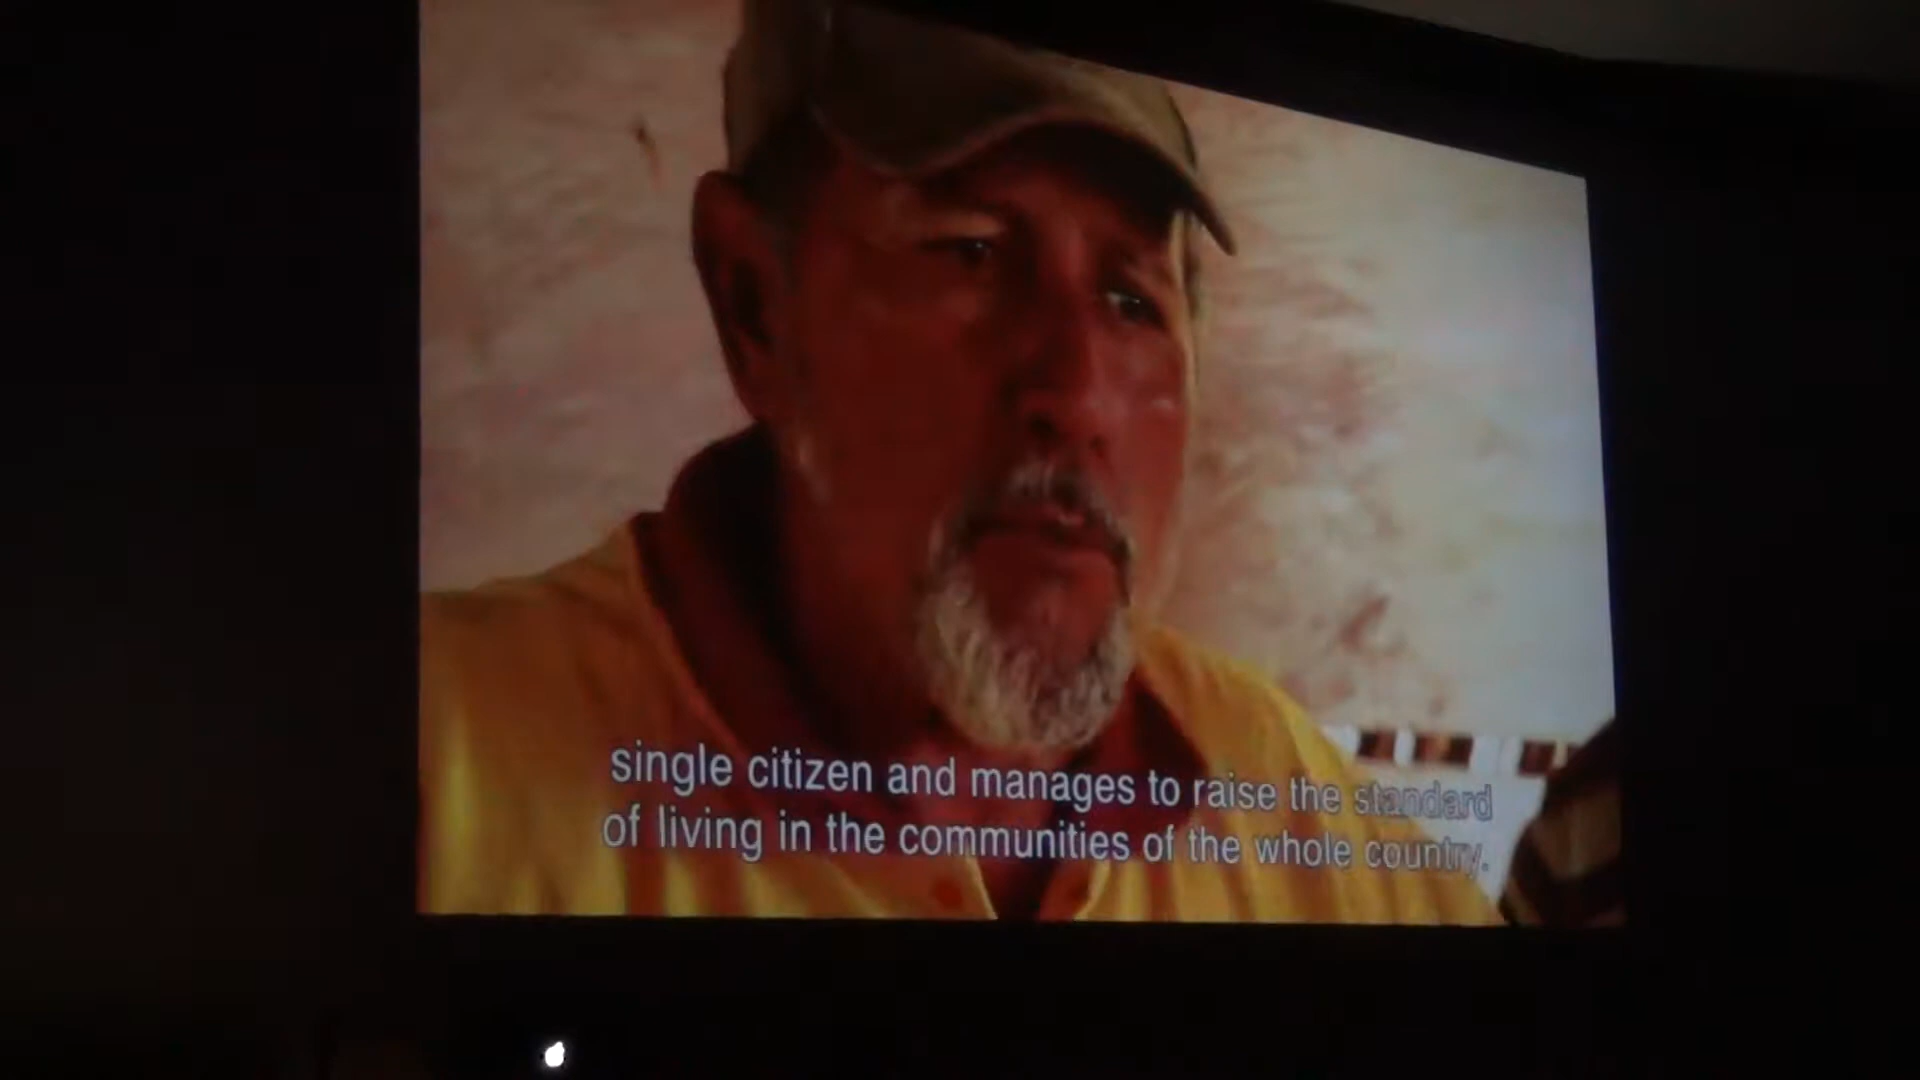 single citizen and manages to raise the standard
of living in the communities of the whole country.